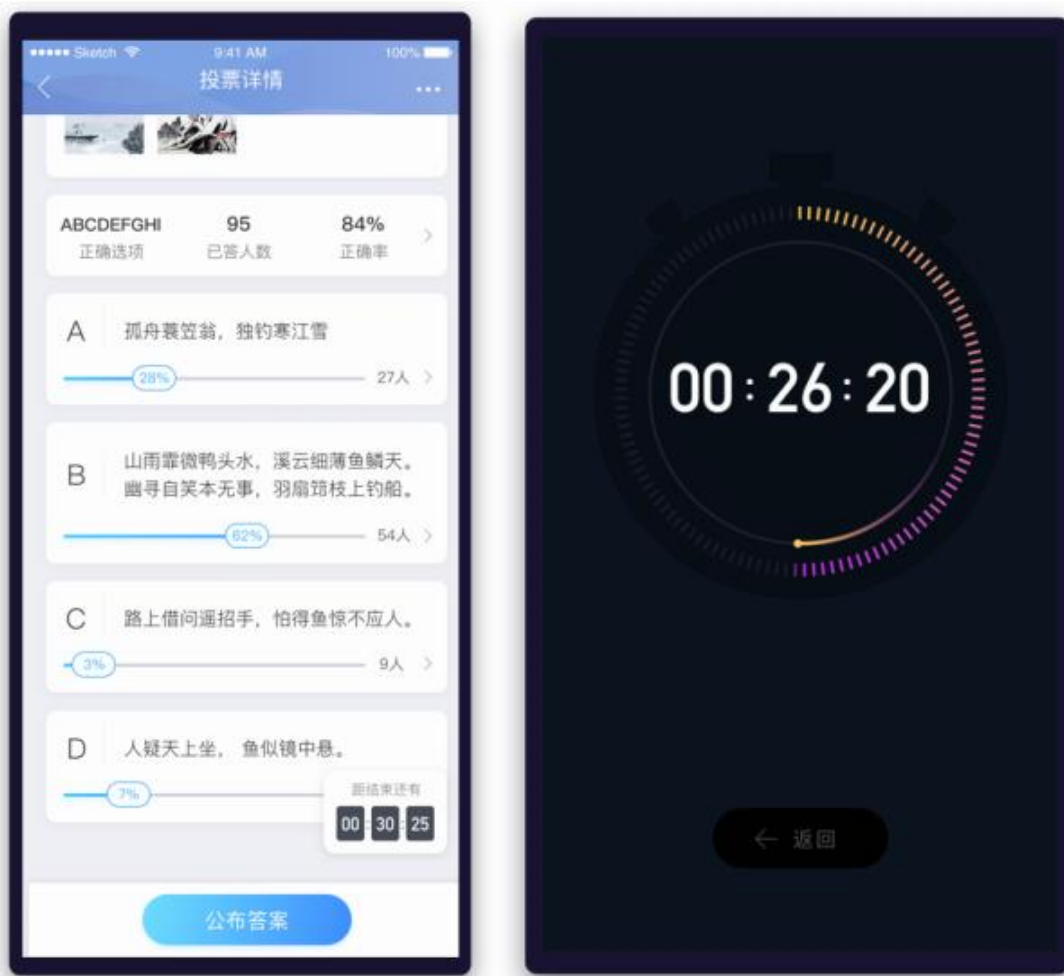 Sketch 9:41 AM 100%
投票详情
ABCDEFGHI 95 84%
正确选项 已答人数 正确率
A 孤舟蓑笠翁，独钓寒江雪
28% 27人
B 山雨霏微鸭头水，溪云细薄鱼鳞天。
幽寻自笑本无事，羽扇筇枝上钓船。
62% 54人
C 路上借问遥招手，怕得鱼惊不应人。
3% 9人
D 人疑天上坐， 鱼似镜中悬。
7%
距结束还有
00:30:25
公布答案
00:26:20
← 返回